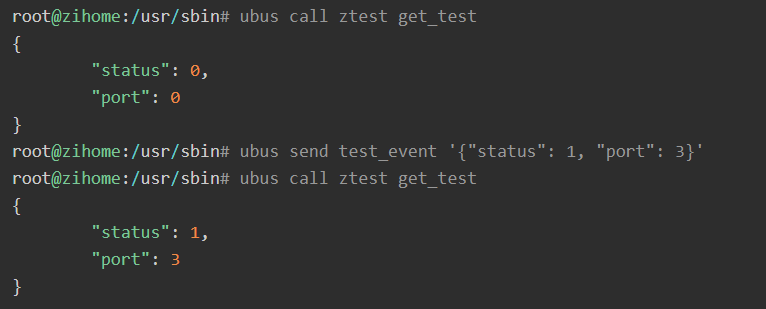 root@zihome:/usr/sbin# ubus call ztest get_test
{
        "status": 0,
        "port": 0
}
root@zihome:/usr/sbin# ubus send test_event '{"status": 1, "port": 3}'
root@zihome:/usr/sbin# ubus call ztest get_test
{
        "status": 1,
        "port": 3
}